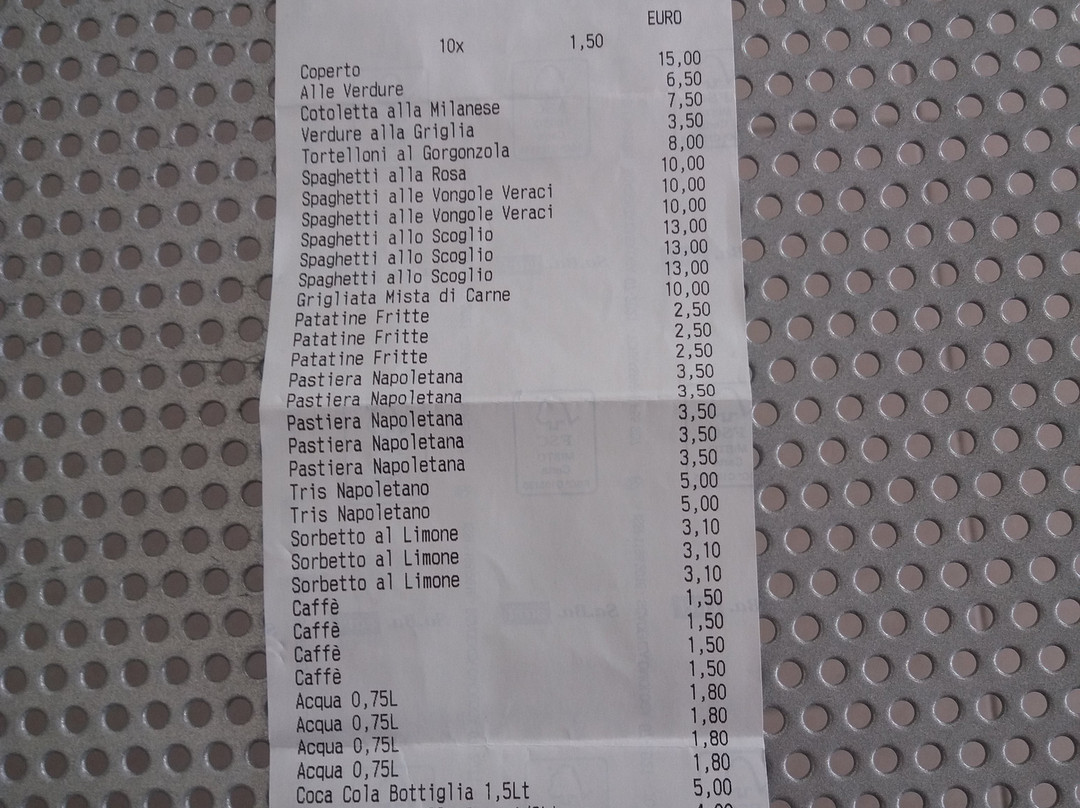 EURO
10x 1,50
Coperto 15,00
Alle Verdure 6,50
Cotoletta alla Milanese 7,50
Verdure alla Griglia 3,50
Tortelloni al Gorgonzola 8,00
Spaghetti alla Rosa 10,00
Spaghetti alle Vongole Veraci 10,00
Spaghetti alle Vongole Veraci 10,00
Spaghetti allo Scoglio 13,00
Spaghetti allo Scoglio 13,00
Spaghetti allo Scoglio 13,00
Grigliata Mista di Carne 10,00
Patatine Fritte 2,50
Patatine Fritte 2,50
Patatine Fritte 2,50
Pastiera Napoletana 3,50
Pastiera Napoletana 3,50
Pastiera Napoletana 3,50
Pastiera Napoletana 3,50
Pastiera Napoletana 3,50
Tris Napoletano 5,00
Tris Napoletano 5,00
Sorbetto al Limone 3,10
Sorbetto al Limone 3,10
Sorbetto al Limone 3,10
Caffè 1,50
Caffè 1,50
Caffè 1,50
Caffè 1,50
Acqua 0,75L 1,80
Acqua 0,75L 1,80
Acqua 0,75L 1,80
Acqua 0,75L 1,80
Coca Cola Bottiglia 1,5Lt 5,00